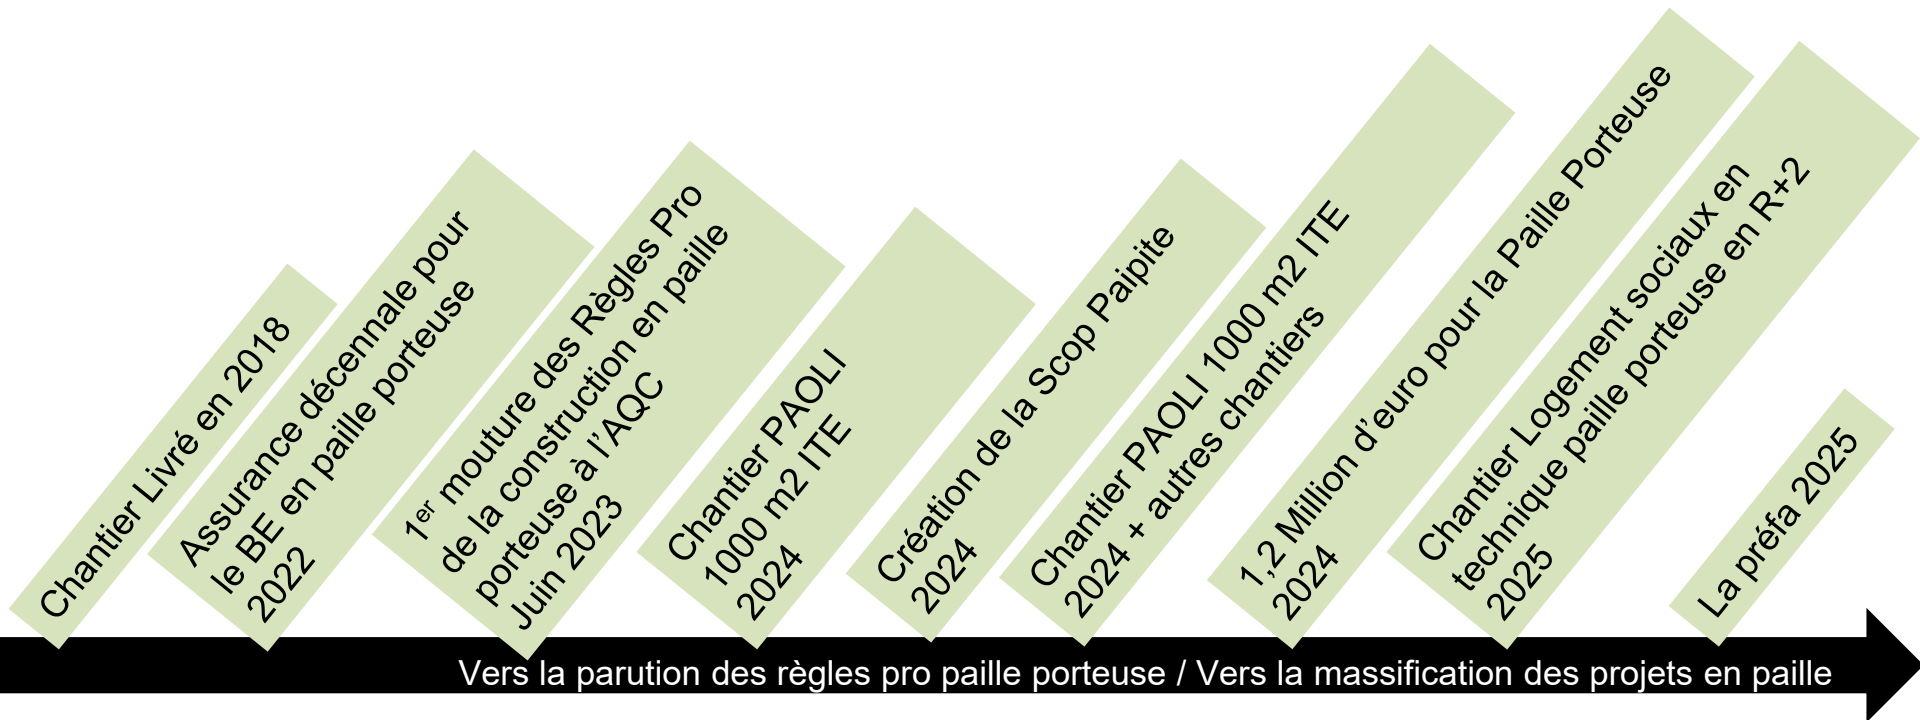 Chantier Livré en 2018
Assurance décennale pour
le BE en paille porteuse
2022
1er mouture des Règles Pro
de la construction en paille
porteuse à l'AQC
Juin 2023
Chantier PAOLI
1000 m2 ITE
2024
Création de la Scop Paipite
2024
Chantier PAOLI 1000 m2 ITE
2024 + autres chantiers
1,2 Million d'euro pour la Paille Porteuse
2024
Chantier Logement sociaux en
technique paille porteuse en R+2
2025
La préfa 2025
Vers la parution des règles pro paille porteuse / Vers la massification des projets en paille